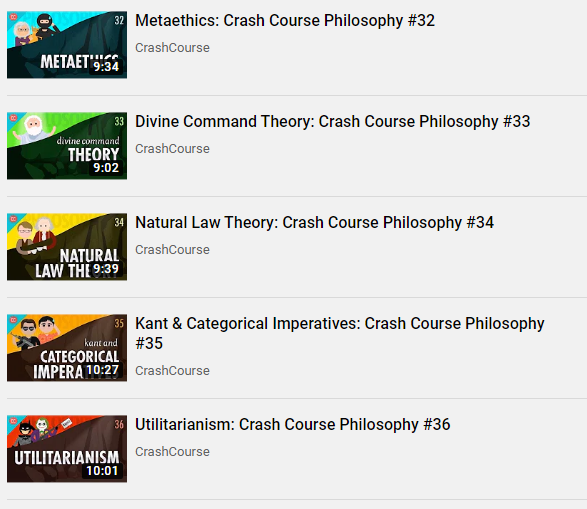 32
METAETHICS
9:34
Metaethics: Crash Course Philosophy #32
CrashCourse
33
divine command
THEORY
9:02
Divine Command Theory: Crash Course Philosophy #33
CrashCourse
34
NATURAL
LAW THE
9:39
Natural Law Theory: Crash Course Philosophy #34
CrashCourse
35
kant and
CATEGORICAL
IMPERA
10:27
Kant & Categorical Imperatives: Crash Course Philosophy
#35
CrashCourse
36
UTILITARIANISM
10:01
Utilitarianism: Crash Course Philosophy #36
CrashCourse